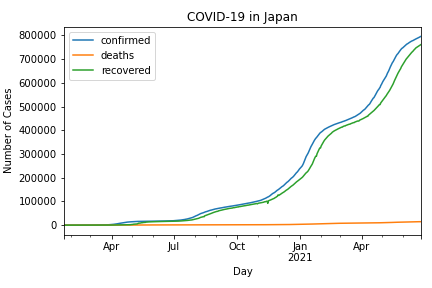 COVID-19 in Japan
confirmed
deaths
recovered
Number of Cases
800000
700000
600000
500000
400000
300000
200000
100000
0
Apr
Jul
Oct
Jan
2021
Apr
Day